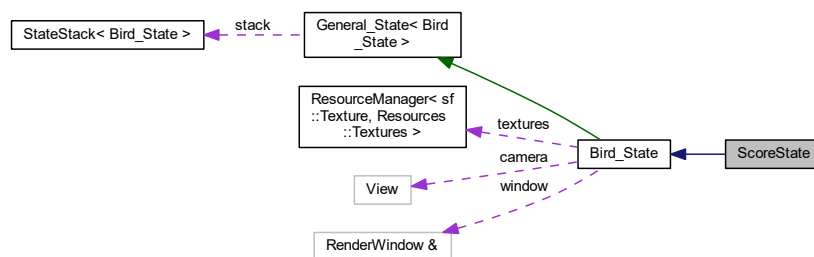 StateStack< Bird_State >
stack
General_State< Bird
_State >
ResourceManager< sf
::Texture, Resources
::Textures >
textures
camera
window
View
RenderWindow &
Bird_State
ScoreState